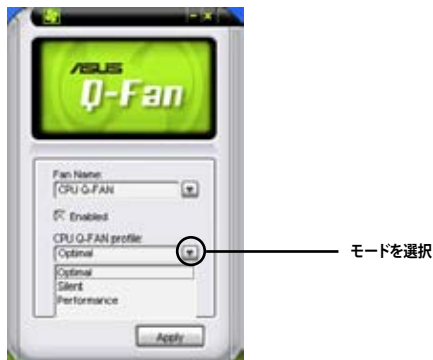 ASUS
Q-Fan
Fan Name:
CPU Q-FAN
Enabled
CPU Q-FAN profile:
Optimal
モードを選択
Optimal
Silent
Performance
Apply